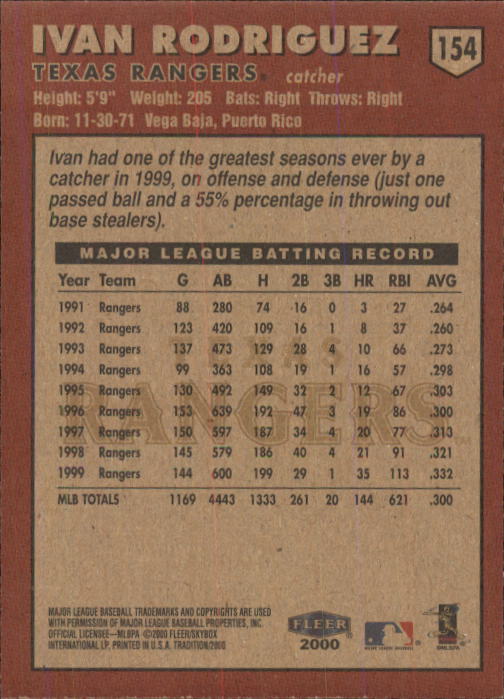 IVAN RODRIGUEZ
154
TEXAS RANGERS® catcher
Height: 5'9" Weight: 205 Bats: Right Throws: Right
Born: 11-30-71 Vega Baja, Puerto Rico
Ivan had one of the greatest seasons ever by a
catcher in 1999, on offense and defense (just one
passed ball and a 55% percentage in throwing out
base stealers).
MAJOR LEAGUE BATTING RECORD
Year Team G AB H 2B 3B HR RBI AVG
1991 Rangers 88 280 74 16 0 3 27 .264
1992 Rangers 123 420 109 16 1 8 37 .260
1993 Rangers 137 473 129 28 4 10 66 .273
1994 Rangers 99 363 108 19 1 16 57 .298
1995 Rangers 130 492 149 32 2 12 67 .303
1996 Rangers 153 639 192 47 3 19 86 .300
1997 Rangers 150 597 187 34 4 20 77 .313
1998 Rangers 145 579 186 40 4 21 91 .321
1999 Rangers 144 600 199 29 1 35 113 .332
MLB TOTALS 1169 4443 1333 261 20 144 621 .300
TEXAS
RANGERS
MAJOR LEAGUE BASEBALL TRADEMARKS AND COPYRIGHTS ARE USED
WITH PERMISSION OF MAJOR LEAGUE BASEBALL PROPERTIES, INC.
OFFICIAL LICENSEE—MLBPA ©2000 FLEER/SKYBOX
INTERNATIONAL LP. PRINTED IN U.S.A. TRADITION/2000
FLEER
2000
MAJOR LEAGUE BASEBALL
©MLBPA